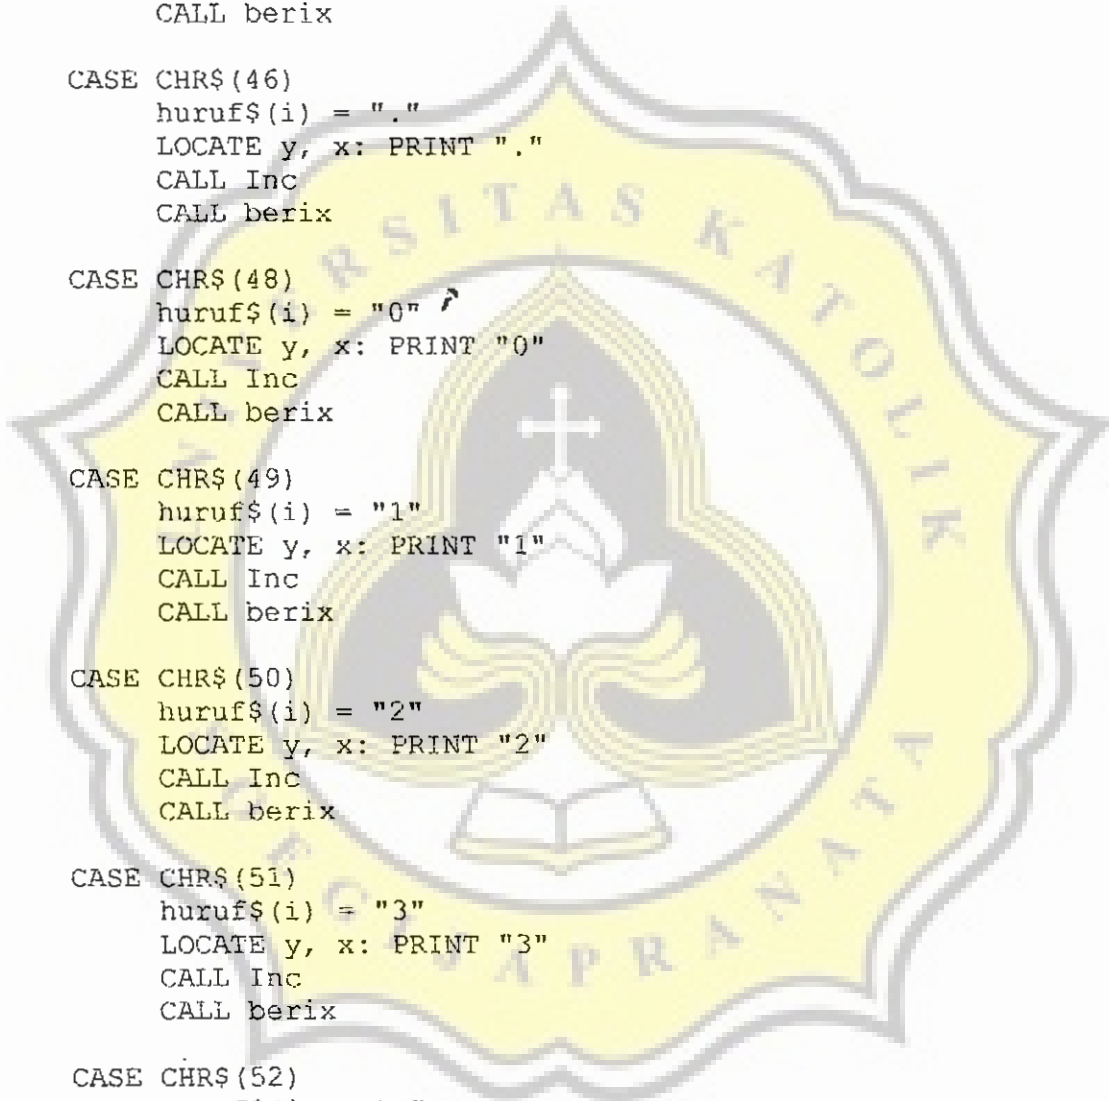 CALL berix
CASE CHR$(46)
huruf$(i) = "."
LOCATE y, x: PRINT "."
CALL Inc
CALL berix
CASE CHR$(48)
huruf$(i) = "0"
LOCATE y, x: PRINT "0"
CALL Inc
CALL berix
CASE CHR$(49)
huruf$(i) = "1"
LOCATE y, x: PRINT "1"
CALL Inc
CALL berix
CASE CHR$(50)
huruf$(i) = "2"
LOCATE y, x: PRINT "2"
CALL Inc
CALL berix
CASE CHR$(51)
huruf$(i) = "3"
LOCATE y, x: PRINT "3"
CALL Inc
CALL berix
CASE CHR$(52)
KATOLIK